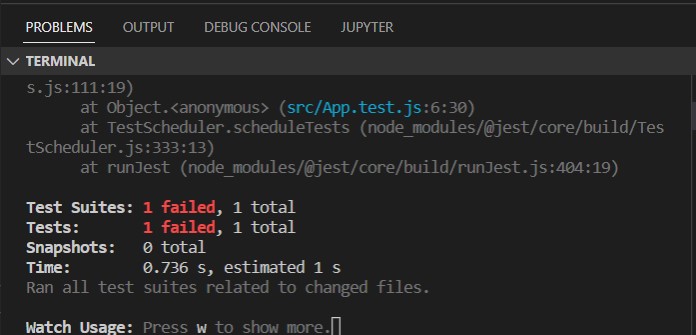 PROBLEMS OUTPUT DEBUG CONSOLE JUPYTER
TERMINAL
s.js:111:19)
at Object.<anonymous> (src/App.test.js:6:30)
at TestScheduler.scheduleTests (node_modules/@jest/core/build/Tes
tScheduler.js:333:13)
at runJest (node_modules/@jest/core/build/runJest.js:404:19)
Test Suites: 1 failed, 1 total
Tests: 1 failed, 1 total
Snapshots: 0 total
Time: 0.736 s, estimated 1 s
Ran all test suites related to changed files.
Watch Usage: Press w to show more.